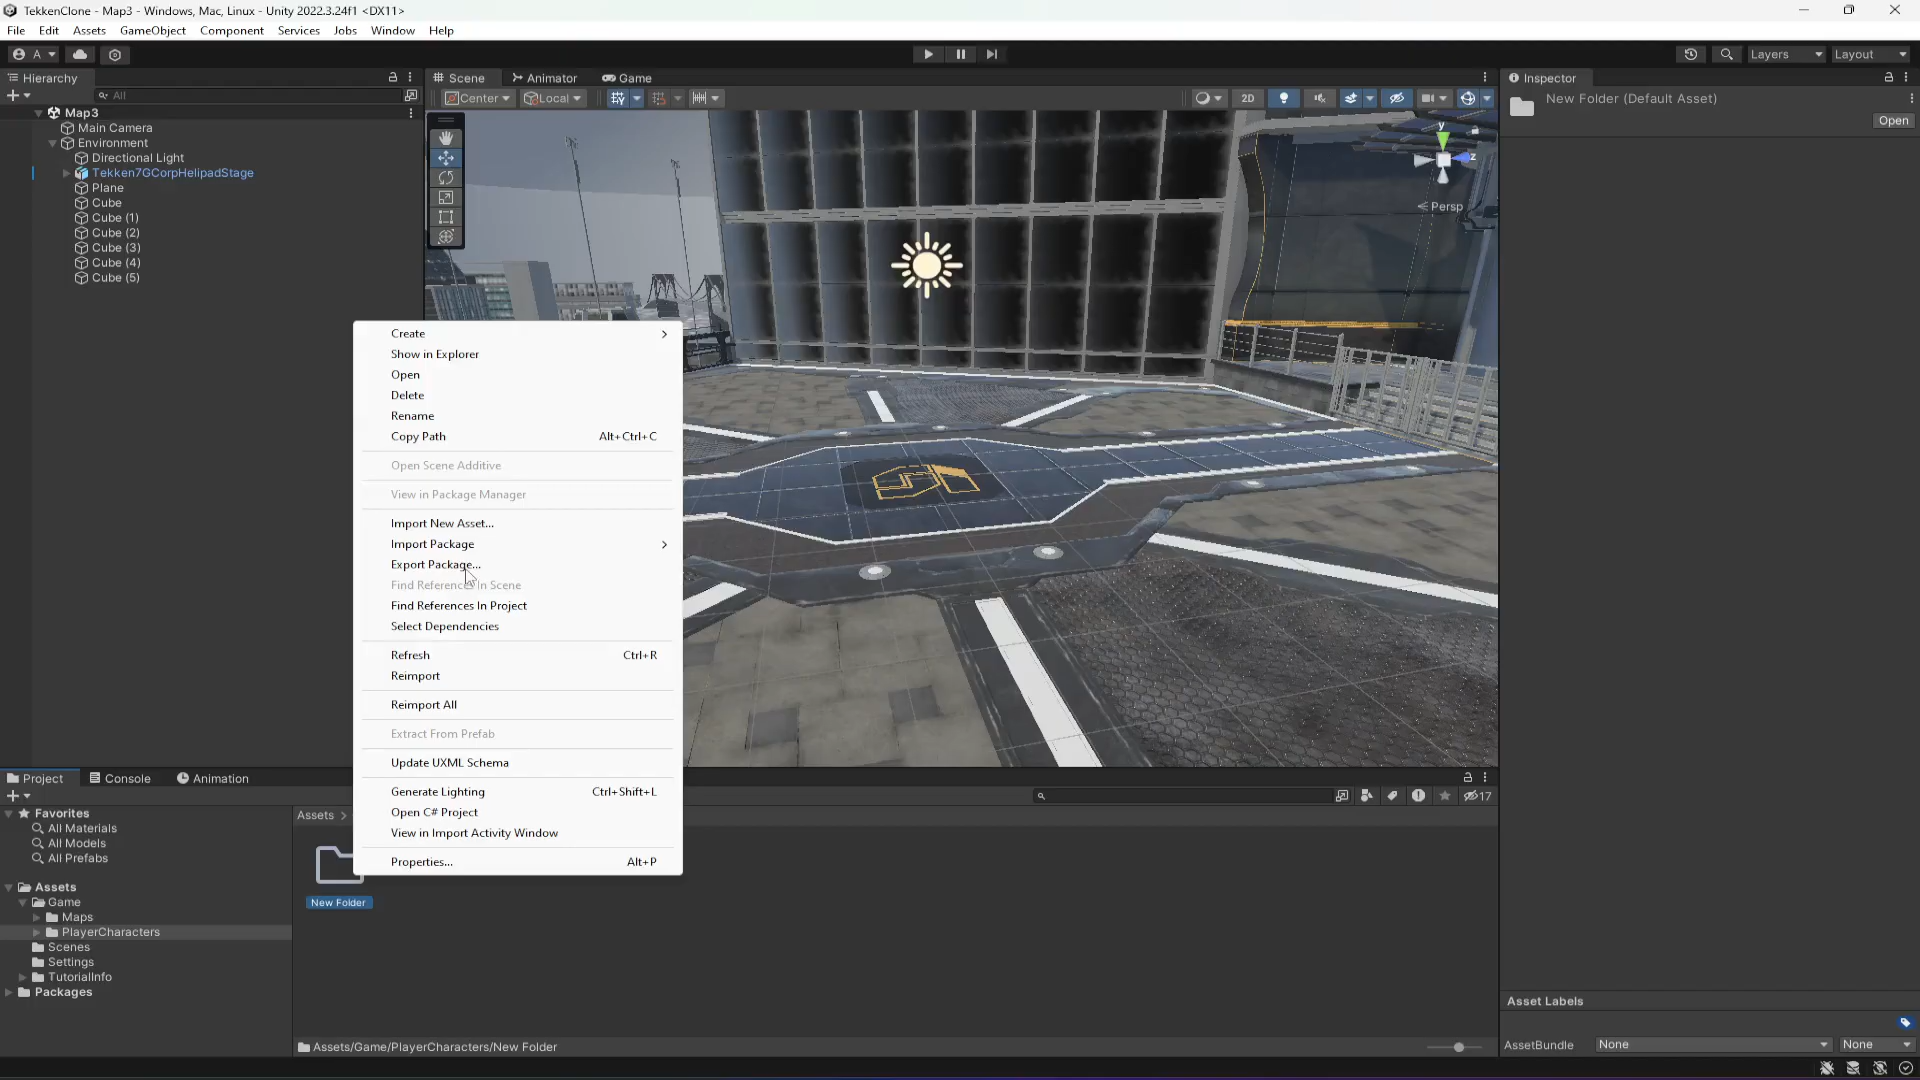 TekkenClone - Map3 - Windows, Mac, Linux - Unity 2022.3.24f1 <DX11>
File Edit Assets GameObject Component Services Jobs Window Help
A Layers Layout
Hierarchy
All
Map3
Main Camera
Environment
Directional Light
Tekken7GCorpHelipadStage
Plane
Cube
Cube (1)
Cube (2)
Cube (3)
Cube (4)
Cube (5)
Scene Animator Game
Center Local 2D
y
z
Persp
Inspector
New Folder (Default Asset)
Open
Create
Show in Explorer
Open
Delete
Rename
Copy Path Alt+Ctrl+C
Open Scene Additive
View in Package Manager
Import New Asset...
Import Package
Export Package...
Find References In Scene
Find References In Project
Select Dependencies
Refresh Ctrl+R
Reimport
Reimport All
Extract From Prefab
Update UXML Schema
Generate Lighting Ctrl+Shift+L
Open C# Project
View in Import Activity Window
Properties... Alt+P
Project Console Animation
17
Favorites
All Materials
All Models
All Prefabs
Assets
Game
Maps
PlayerCharacters
Scenes
Settings
TutorialInfo
Packages
Assets >
New Folder
Assets/Game/PlayerCharacters/New Folder
Asset Labels
AssetBundle None None